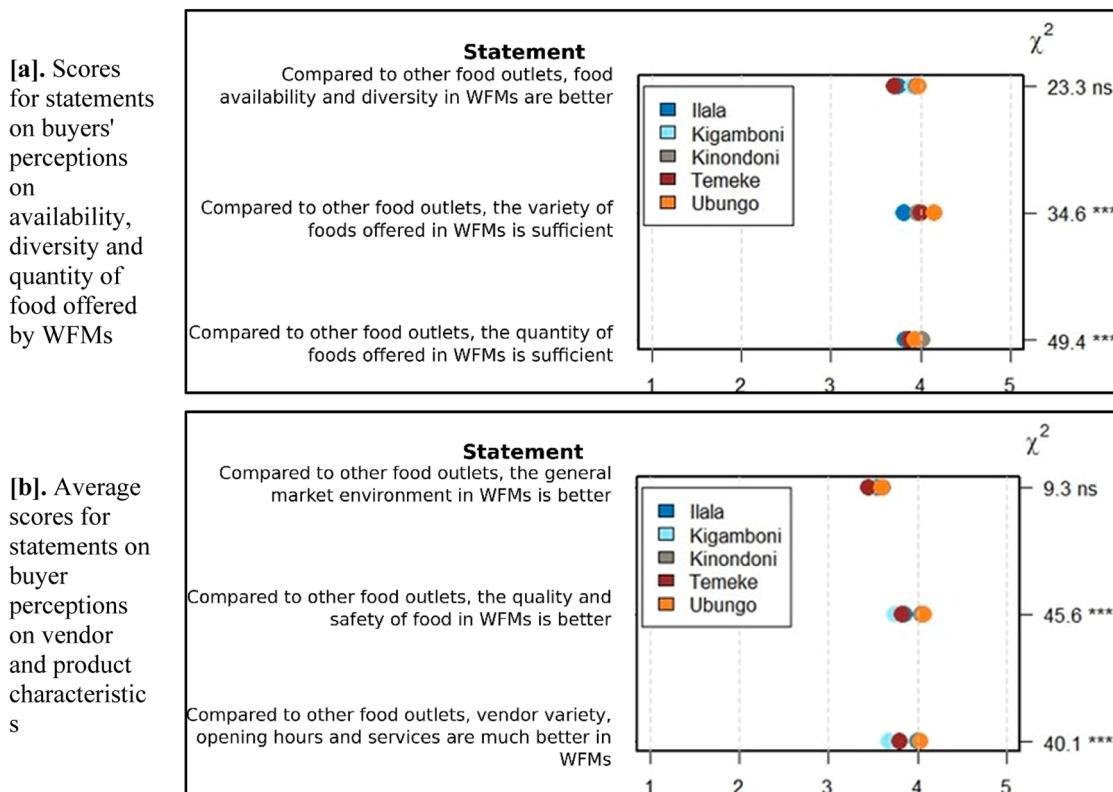 [a]. Scores
for statements
on buyers'
perceptions
on
availability,
diversity and
quantity of
food offered
by WFMs
Statement
χ²
Compared to other food outlets, food
availability and diversity in WFMs are better
23.3 ns
Compared to other food outlets, the variety of
foods offered in WFMs is sufficient
34.6 ***
Compared to other food outlets, the quantity of
foods offered in WFMs is sufficient
49.4 ***
Ilala
Kigamboni
Kinondoni
Temeke
Ubungo
1 2 3 4 5
[b]. Average
scores for
statements on
buyer
perceptions
on vendor
and product
characteristic
s
Statement
χ²
Compared to other food outlets, the general
market environment in WFMs is better
9.3 ns
Compared to other food outlets, the quality and
safety of food in WFMs is better
45.6 ***
Compared to other food outlets, vendor variety,
opening hours and services are much better in
WFMs
40.1 ***
Ilala
Kigamboni
Kinondoni
Temeke
Ubungo
1 2 3 4 5